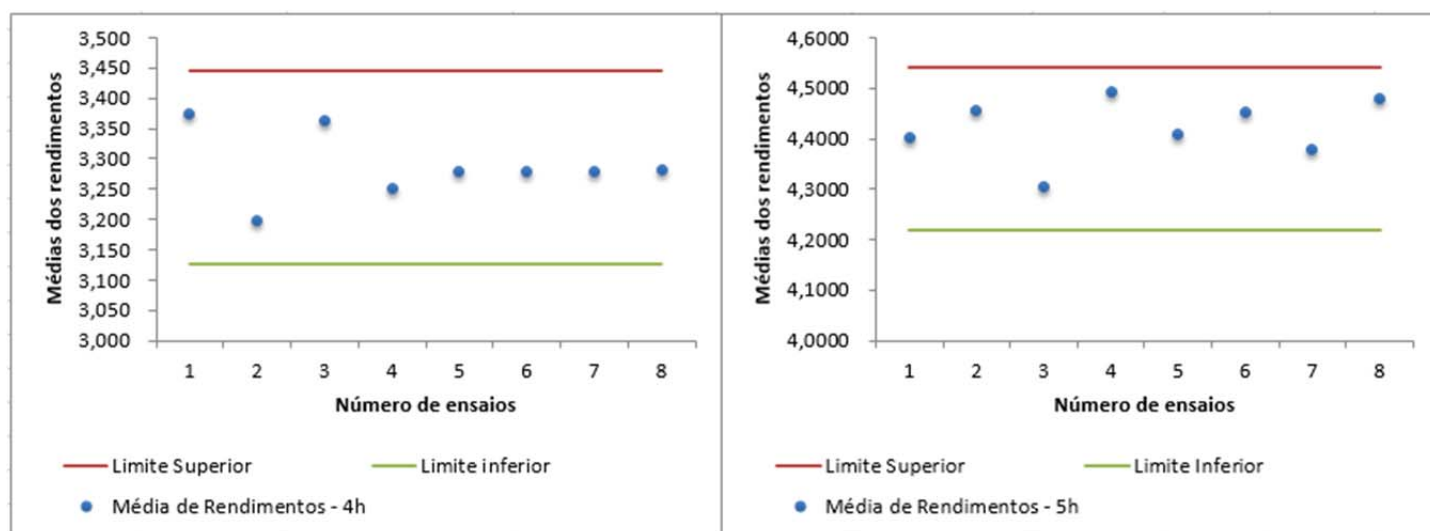 Médias dos rendimentos
3,500
3,450
3,400
3,350
3,300
3,250
3,200
3,150
3,100
3,050
3,000
1 2 3 4 5 6 7 8
Número de ensaios
Limite Superior Limite inferior
Média de Rendimentos - 4h
Médias dos rendimentos
4,6000
4,5000
4,4000
4,3000
4,2000
4,1000
4,0000
1 2 3 4 5 6 7 8
Número de ensaios
Limite Superior Limite Inferior
Média de Rendimentos - 5h